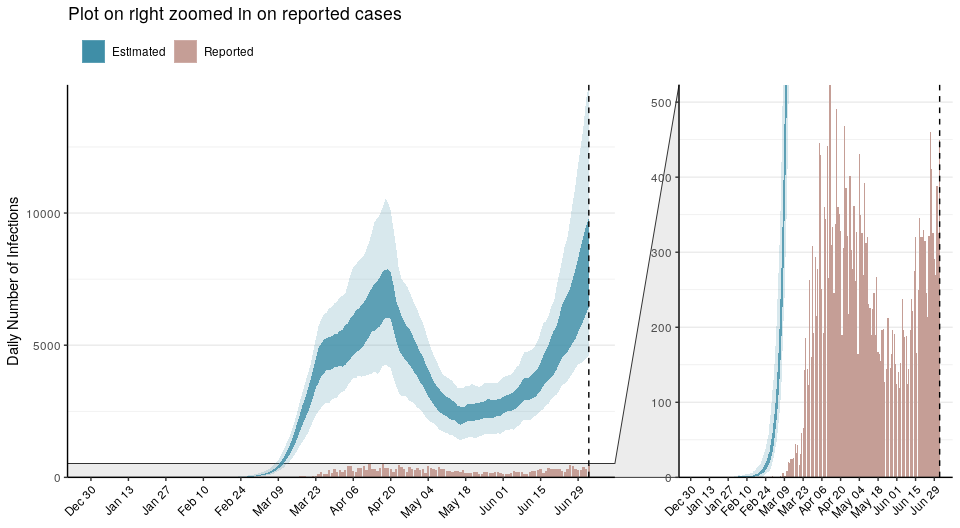 Plot on right zoomed in on reported cases
Estimated Reported
Daily Number of Infections
10000
5000
0
Dec 30 Jan 13 Jan 27 Feb 10 Feb 24 Mar 09 Mar 23 Apr 06 Apr 20 May 04 May 18 Jun 01 Jun 15 Jun 29
500
400
300
200
100
0
Dec 30 Jan 13 Jan 27 Feb 10 Feb 24 Mar 09 Mar 23 Apr 06 Apr 20 May 04 May 18 Jun 01 Jun 15 Jun 29